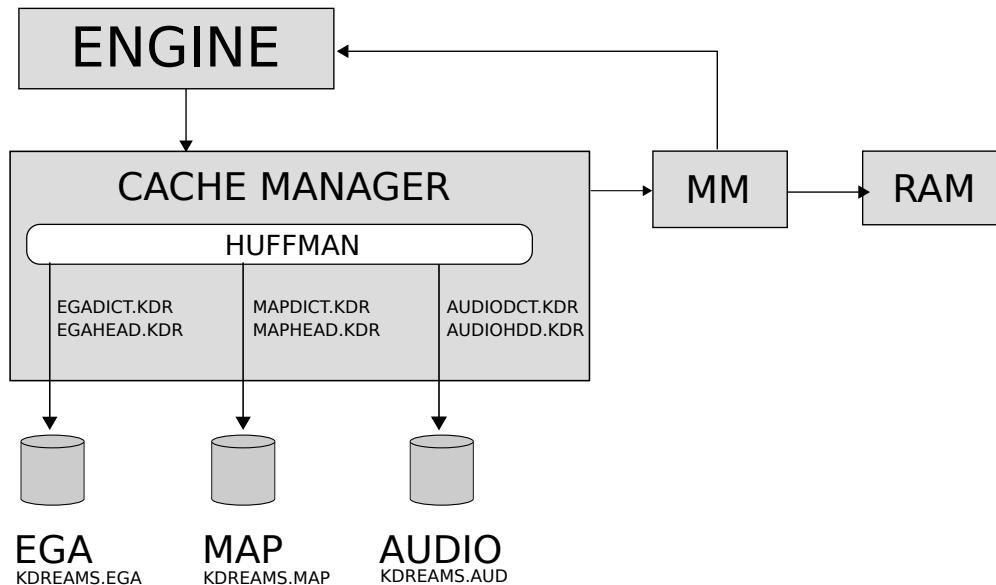 ENGINE
CACHE MANAGER
MM
RAM
HUFFMAN
EGADICT.KDR
EGAHEAD.KDR
MAPDICT.KDR
MAPHEAD.KDR
AUDIODCT.KDR
AUDIOHDD.KDR
EGA
KDREAMS.EGA
MAP
KDREAMS.MAP
AUDIO
KDREAMS.AUD